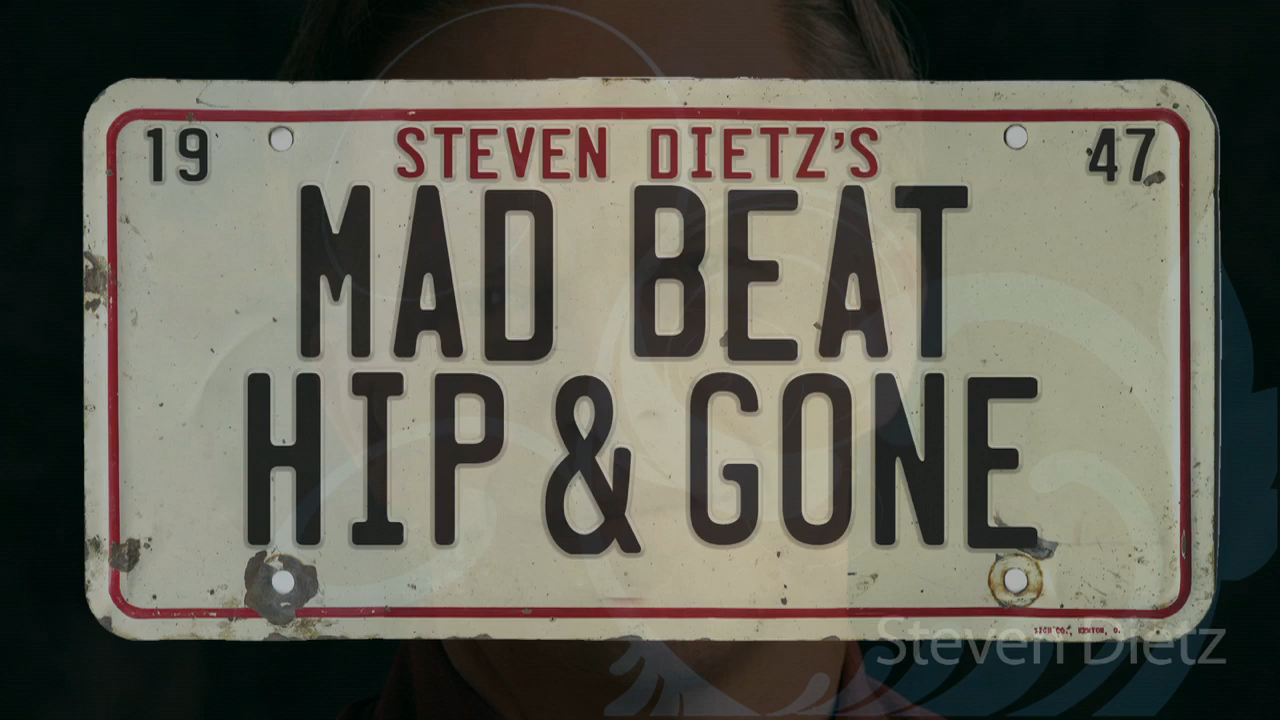 19 STEVEN DIETZ'S 47
MAD BEAT
HIP & GONE
Steven Dietz